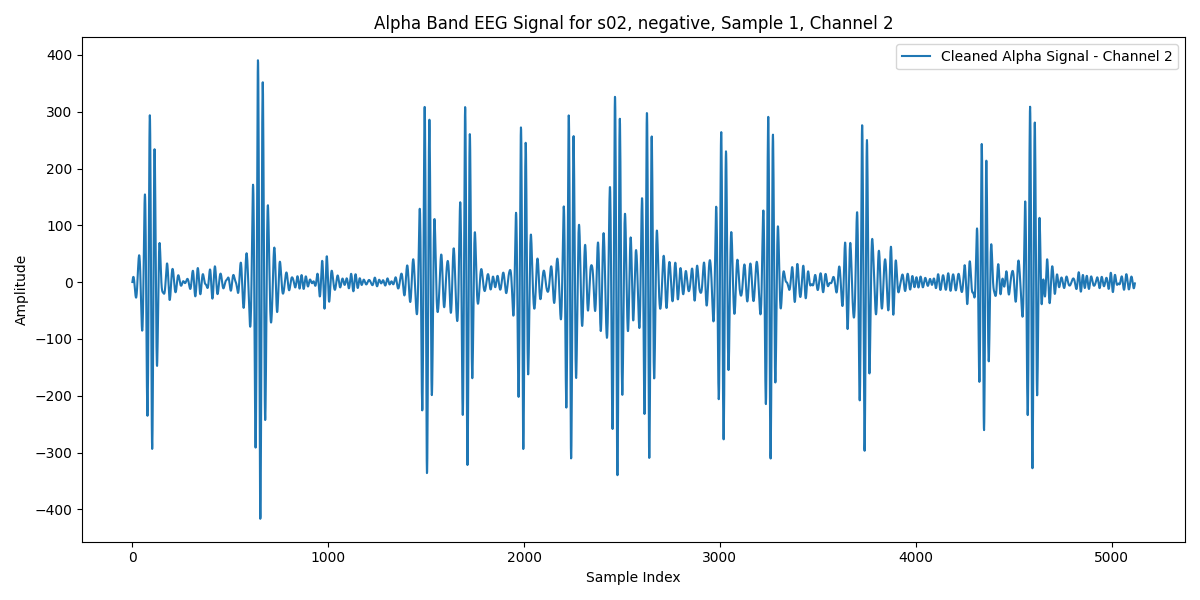 Alpha Band EEG Signal for s02, negative, Sample 1, Channel 2
Cleaned Alpha Signal - Channel 2
Amplitude
400
300
200
100
0
−100
−200
−300
−400
0 1000 2000 3000 4000 5000
Sample Index